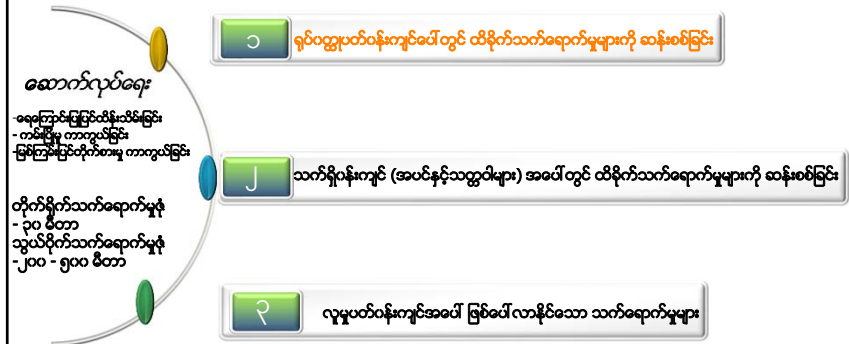 ဆောက်လုပ်ရေး
-ရေကြောင်းပြုပြင်ထိန်းသိမ်းခြင်း
- ကမ်းပြိုမှု ကာကွယ်ခြင်း
-မြစ်ကြမ်းပြင်တိုက်စားမှု ကာကွယ်ခြင်း
တိုက်ရိုက်သက်ရောက်မှုဇုံ
- ၃၀ မီတာ
သွယ်ဝိုက်သက်ရောက်မှုဇုံ
-၂၀၀ - ၅၀၀ မီတာ
၁ ရုပ်ဝတ္ထုပတ်ဝန်းကျင်ပေါ်တွင် ထိခိုက်သက်ရောက်မှုများကို ဆန်းစစ်ခြင်း
၂ သက်ရှိဝန်းကျင် (အပင်နှင့်သတ္တဝါများ) အပေါ်တွင် ထိခိုက်သက်ရောက်မှုများကို ဆန်းစစ်ခြင်း
၃ လူမှုပတ်ဝန်းကျင်အပေါ် ဖြစ်ပေါ်လာနိုင်သော သက်ရောက်မှုများ